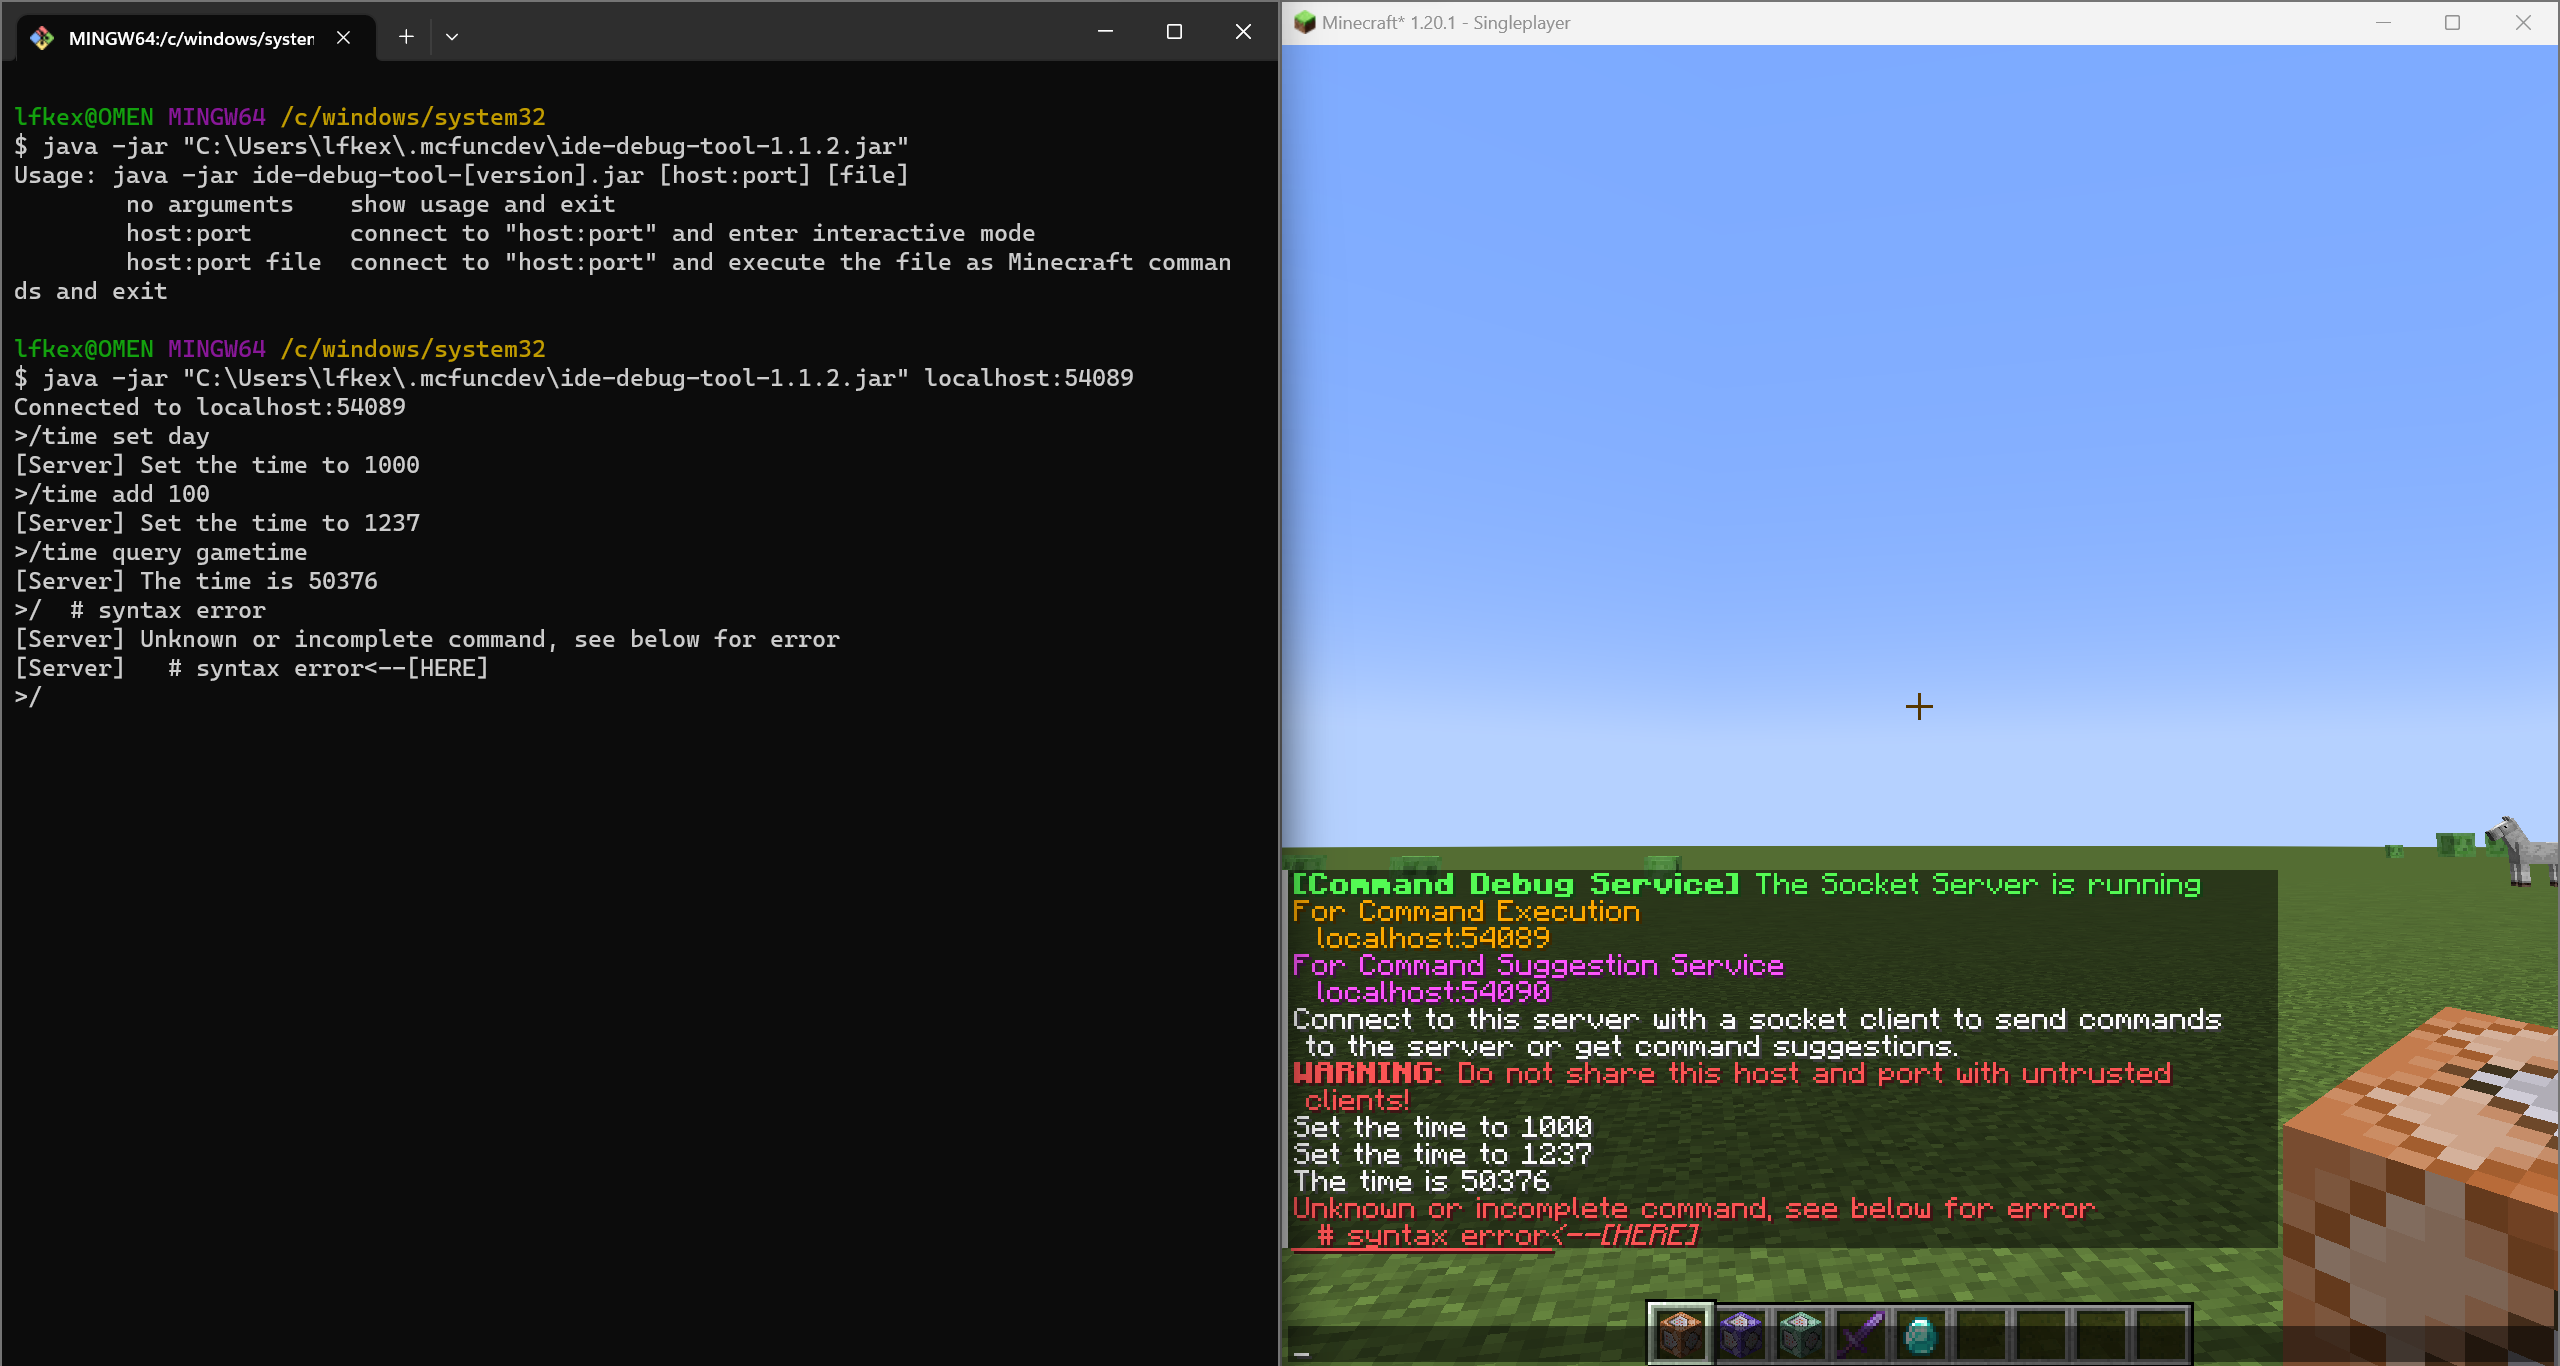 MINGW64:/c/windows/system
lfkex@OMEN MINGW64 /c/windows/system32
$ java -jar "C:\Users\lfkex\.mcfuncdev\ide-debug-tool-1.1.2.jar"
Usage: java -jar ide-debug-tool-[version].jar [host:port] [file]
        no arguments    show usage and exit
        host:port       connect to "host:port" and enter interactive mode
        host:port file  connect to "host:port" and execute the file as Minecraft comman
ds and exit
lfkex@OMEN MINGW64 /c/windows/system32
$ java -jar "C:\Users\lfkex\.mcfuncdev\ide-debug-tool-1.1.2.jar" localhost:54089
Connected to localhost:54089
>/time set day
[Server] Set the time to 1000
>/time add 100
[Server] Set the time to 1237
>/time query gametime
[Server] The time is 50376
>/  # syntax error
[Server] Unknown or incomplete command, see below for error
[Server]   # syntax error<--[HERE]
>/
Minecraft* 1.20.1 - Singleplayer
[Command Debug Service] The Socket Server is running
For Command Execution
  localhost:54089
For Command Suggestion Service
  localhost:54090
Connect to this server with a socket client to send commands
 to the server or get command suggestions.
WARNING: Do not share this host and port with untrusted
 clients!
Set the time to 1000
Set the time to 1237
The time is 50376
Unknown or incomplete command, see below for error
  # syntax error<--[HERE]
_